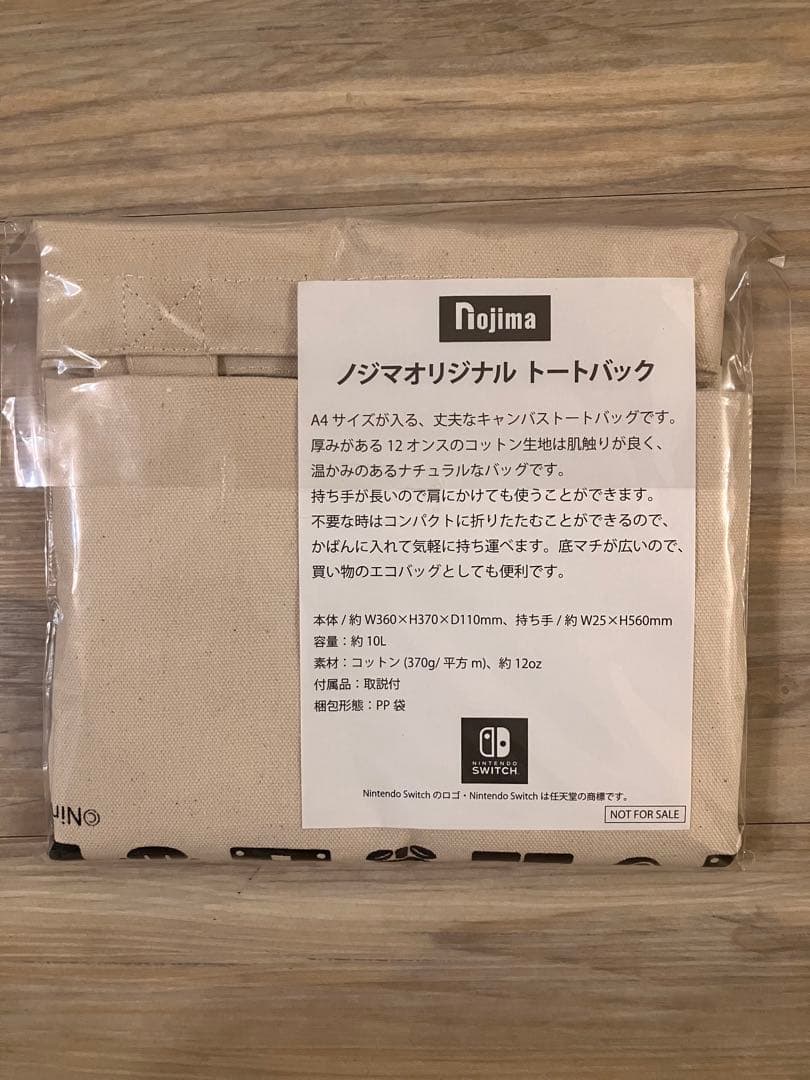 nojima
ノジマオリジナル トートバック
A4 サイズが入る、丈夫なキャンバストートバッグです。
厚みがある 12 オンスのコットン生地は肌触りが良く、
温かみのあるナチュラルなバッグです。
持ち手が長いので肩にかけても使うことができます。
不要な時はコンパクトに折りたたむことができるので、
かばんに入れて気軽に持ち運べます。底マチが広いので、
買い物のエコバッグとしても便利です。
本体 / 約 W360×H370×D110mm、持ち手 / 約 W25×H560mm
容量：約 10L
素材：コットン (370g/ 平方 m)、約 12oz
付属品：取説付
梱包形態：PP 袋
NINTENDO
SWITCH
Nintendo Switch のロゴ・Nintendo Switch は任天堂の商標です。
NOT FOR SALE